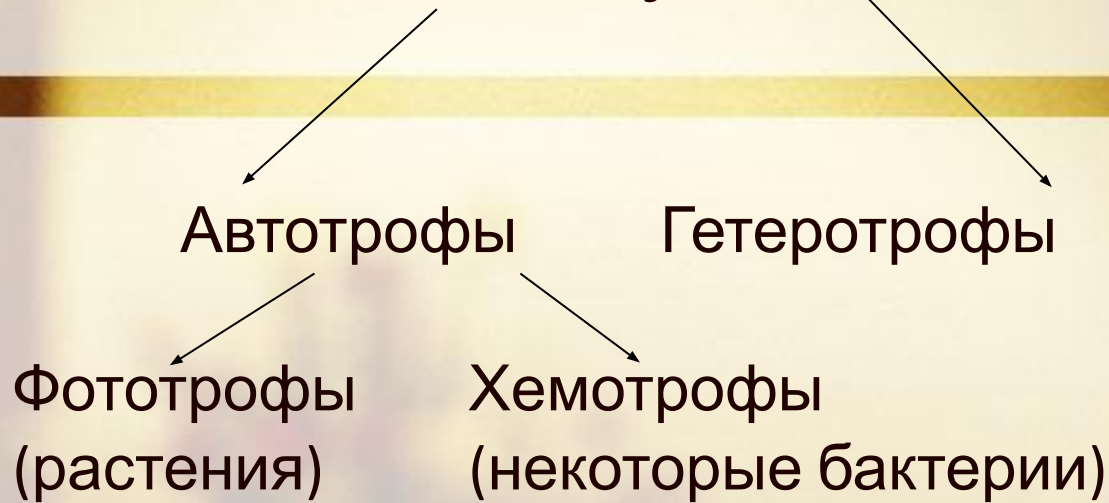 Автотрофы Гетеротрофы
Фототрофы Хемотрофы
(растения) (некоторые бактерии)